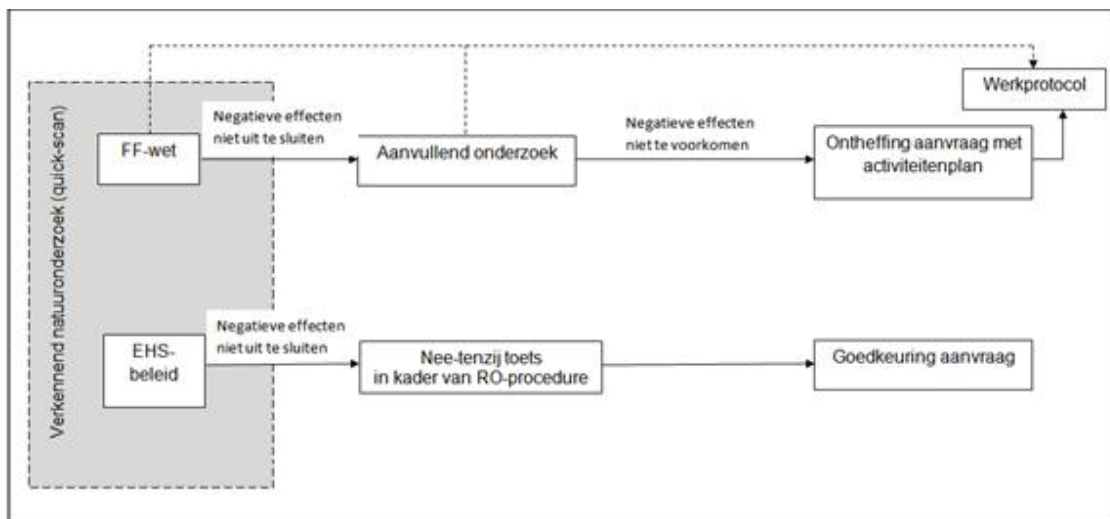 Verkennend natuuronderzoek (quick-scan)
Werkprotocol
FF-wet
Negatieve effecten
niet uit te sluiten
Aanvullend onderzoek
Negatieve effecten
niet te voorkomen
Ontheffing aanvraag met
activiteitenplan
EHS-
beleid
Negatieve effecten
niet uit te sluiten
Nee-tenzij toets
in kader van RO-procedure
Goedkeuring aanvraag